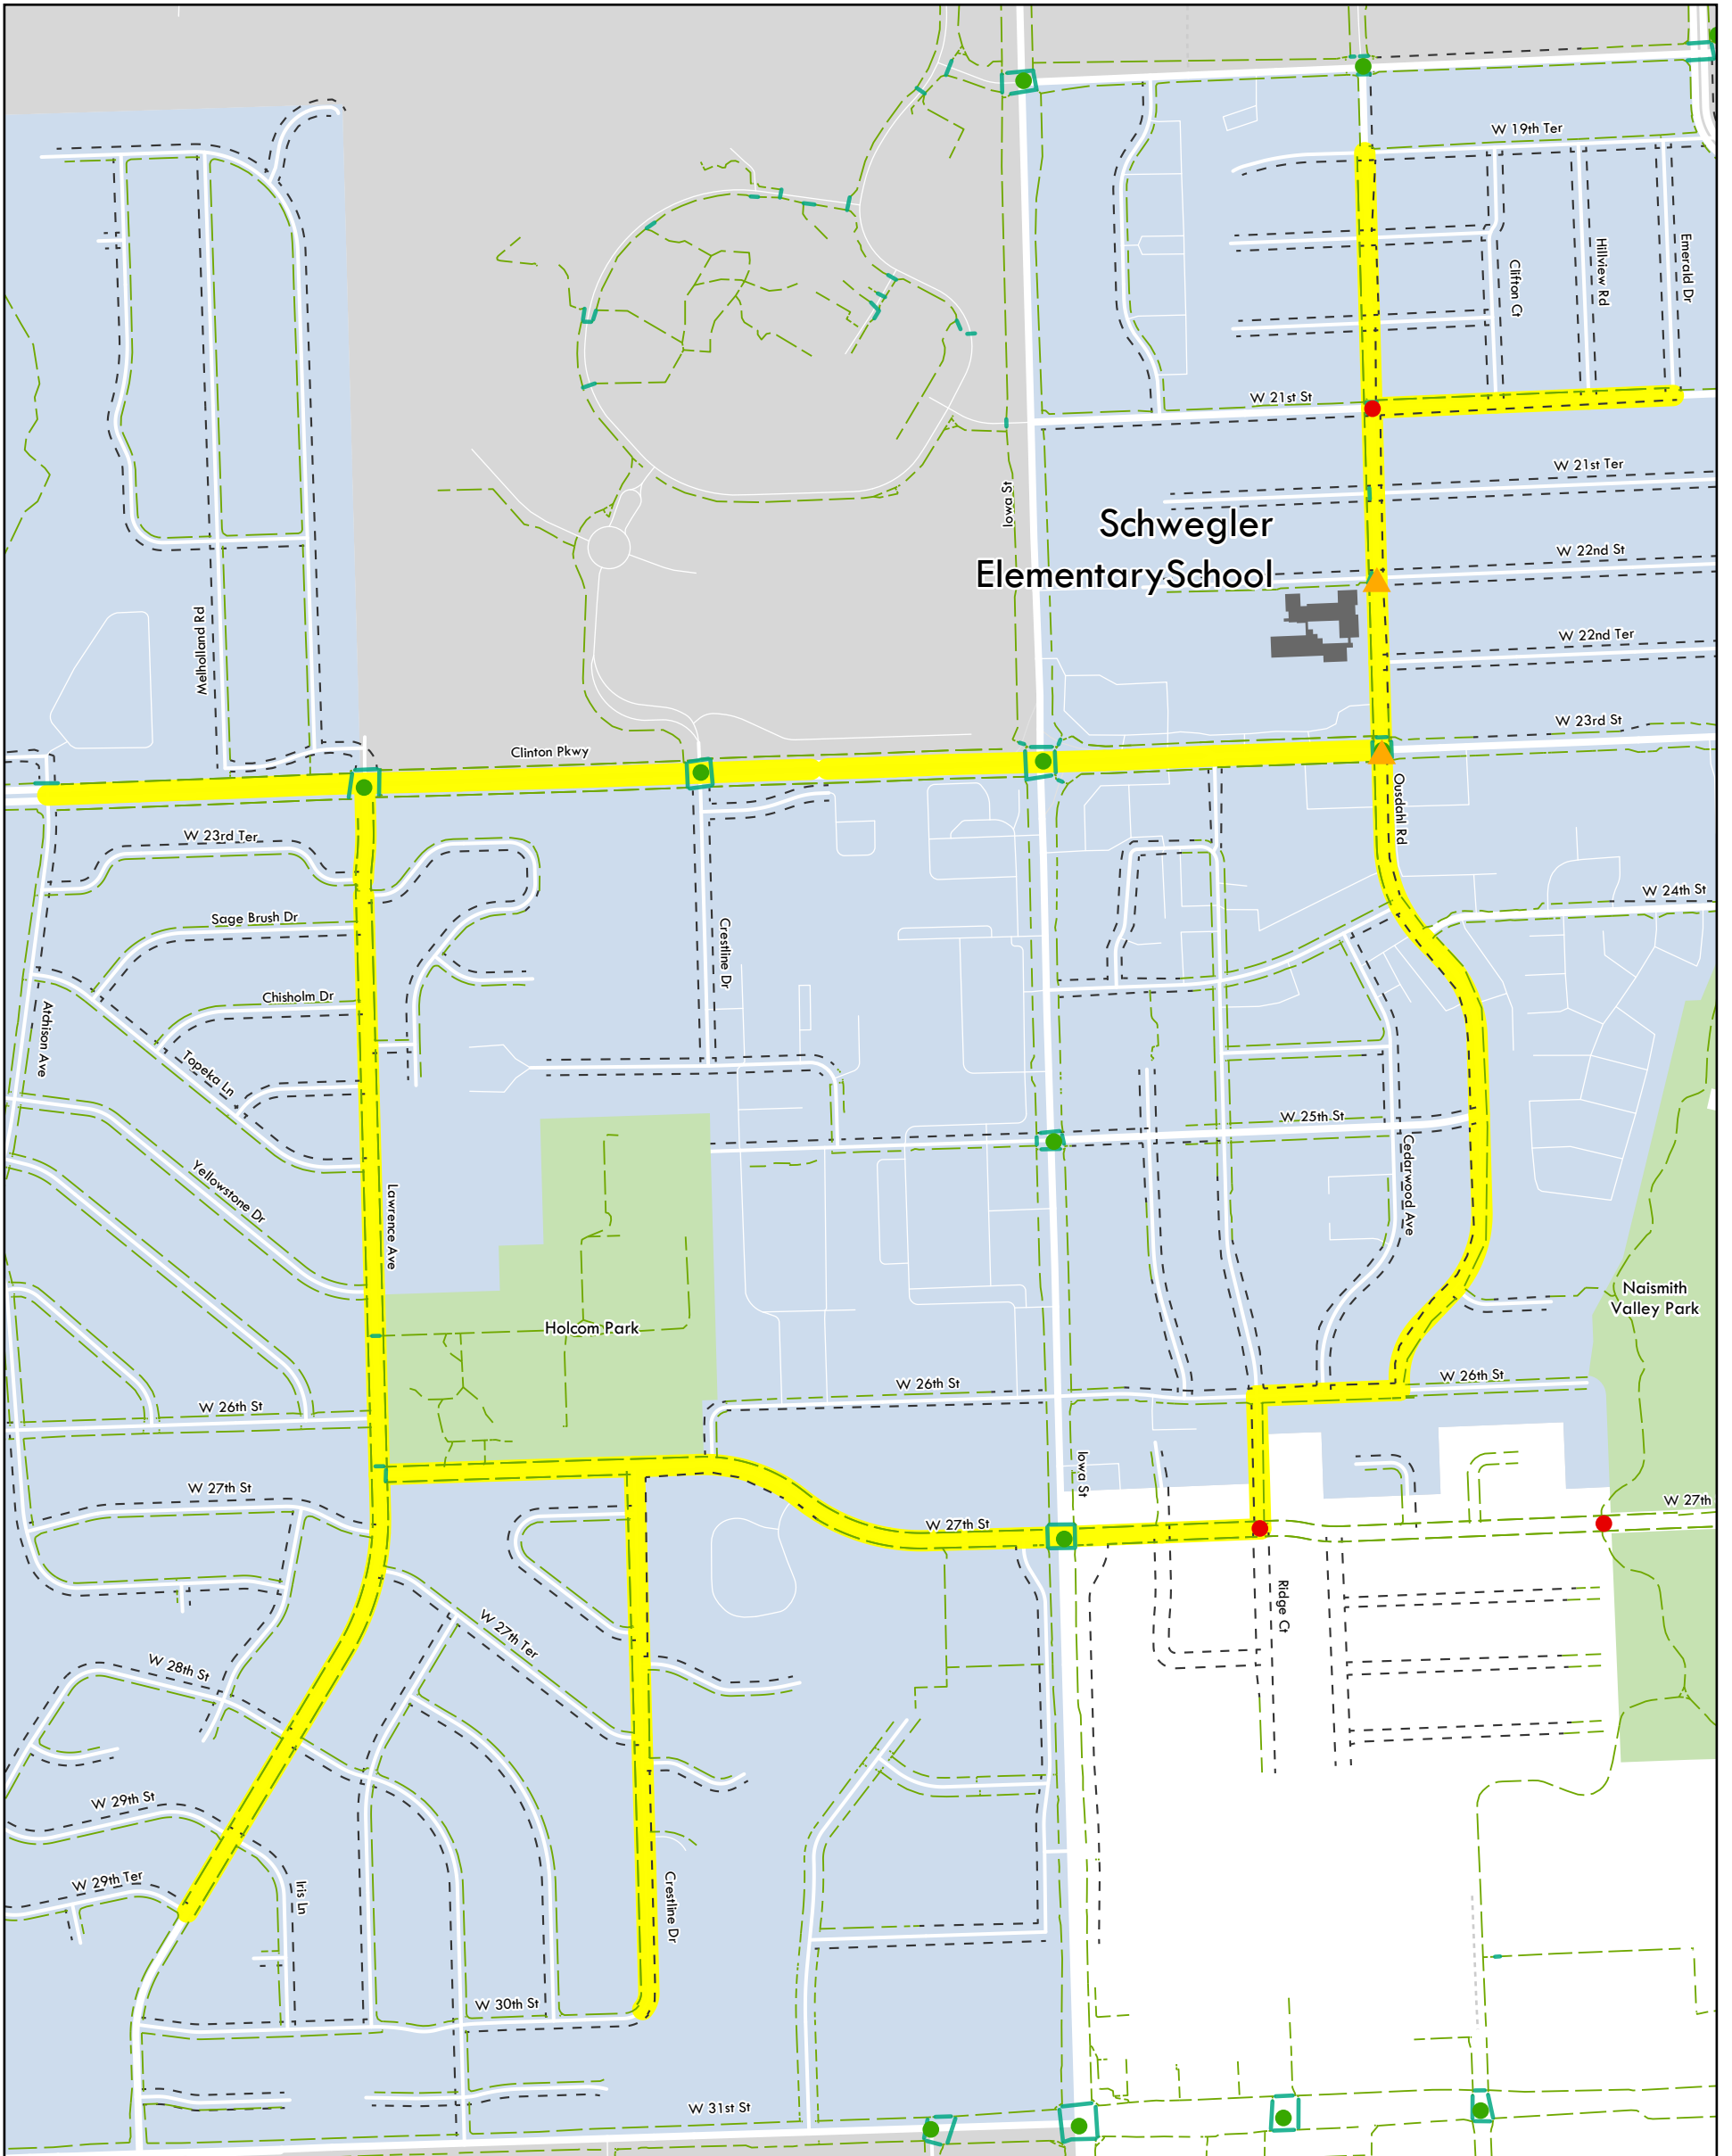 W 19th Ter
Emerald Dr
Hillview Rd
Clifton Ct
W 21st St
W 21st Ter
Iowa St
Schwegler
ElementarySchool
W 22nd St
W 22nd Ter
Melholland Rd
W 23rd St
Clinton Pkwy
Ousdahl Rd
W 23rd Ter
W 24th St
Sage Brush Dr
Crestline Dr
Chisholm Dr
Atchison Ave
Topeka Ln
W 25th St
Cedarwood Ave
Yellowstone Dr
Lawrence Ave
Naismith
Valley Park
Holcom Park
W 26th St
W 26th St
W 26th St
Iowa St
W 27th St
W 27th
W 27th St
Ridge Ct
W 27th Ter
W 28th St
W 29th St
W 29th Ter
Iris Ln
Crestline Dr
W 30th St
W 31st St